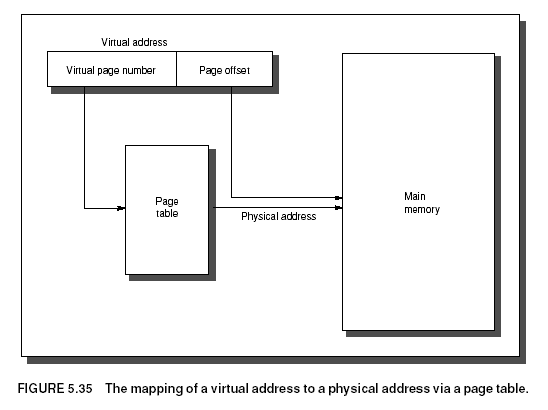 Virtual address
Virtual page number
Page offset
Page
table
Physical address
Main
memory
FIGURE 5.35 The mapping of a virtual address to a physical address via a page table.